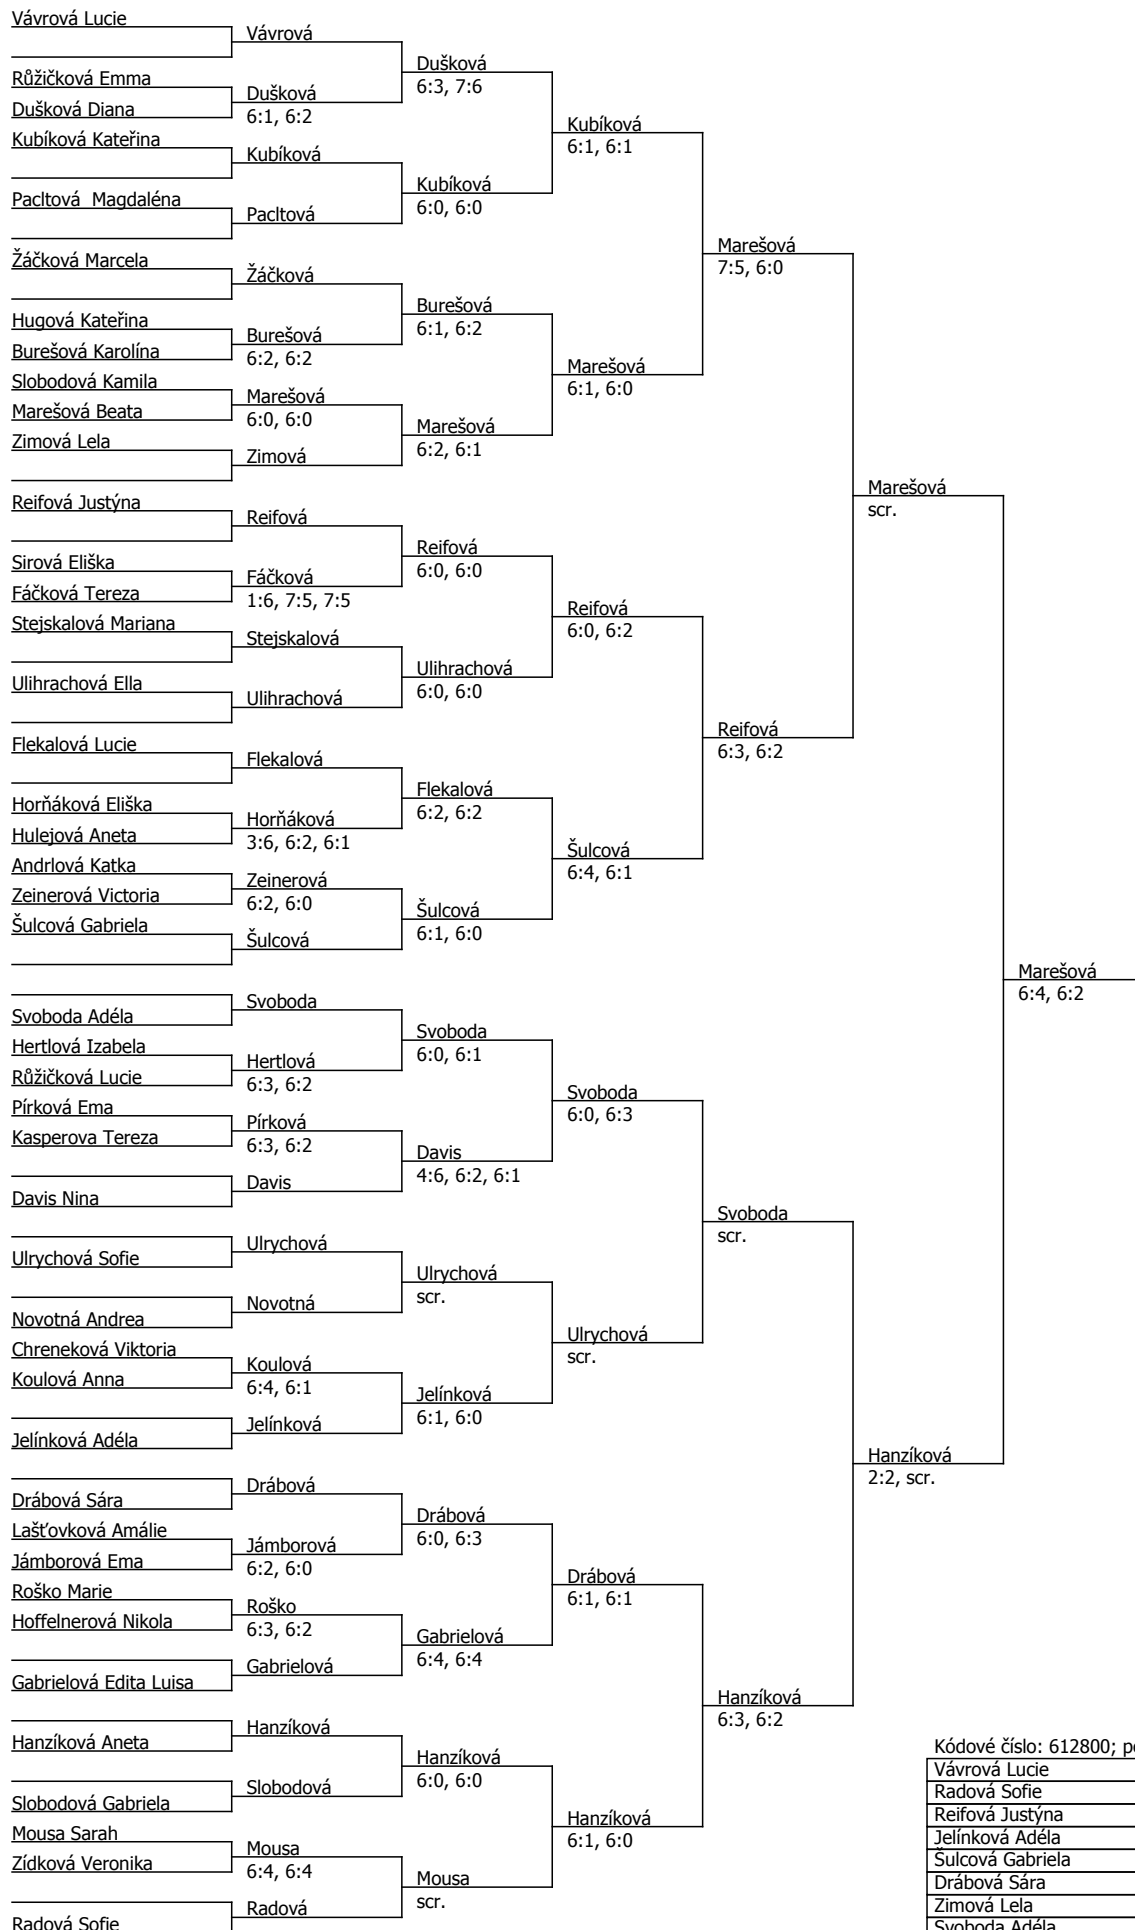 Vávrová Lucie
Růžičková Emma
Dušková Diana
Kubíková Kateřina
Pacltová  Magdaléna
Žáčková Marcela
Hugová Kateřina
Burešová Karolína
Slobodová Kamila
Marešová Beata
Zimová Lela
Reifová Justýna
Sirová Eliška
Fáčková Tereza
Stejskalová Mariana
Ulihrachová Ella
Flekalová Lucie
Horňáková Eliška
Hulejová Aneta
Andrlová Katka
Zeinerová Victoria
Šulcová Gabriela
Svoboda Adéla
Hertlová Izabela
Růžičková Lucie
Pírková Ema
Kasperova Tereza
Davis Nina
Ulrychová Sofie
Novotná Andrea
Chreneková Viktoria
Koulová Anna
Jelínková Adéla
Drábová Sára
Lašťovková Amálie
Jámborová Ema
Roško Marie
Hoffelnerová Nikola
Gabrielová Edita Luisa
Hanzíková Aneta
Slobodová Gabriela
Mousa Sarah
Zídková Veronika
Radová Sofie
Vávrová
Dušková
6:1, 6:2
Kubíková
Pacltová
Žáčková
Burešová
6:2, 6:2
Marešová
6:0, 6:0
Zimová
Reifová
Fáčková
1:6, 7:5, 7:5
Stejskalová
Ulihrachová
Flekalová
Horňáková
3:6, 6:2, 6:1
Zeinerová
6:2, 6:0
Šulcová
Svoboda
Hertlová
6:3, 6:2
Pírková
6:3, 6:2
Davis
Ulrychová
Novotná
Koulová
6:4, 6:1
Jelínková
Drábová
Jámborová
6:2, 6:0
Roško
6:3, 6:2
Gabrielová
Hanzíková
Slobodová
Mousa
6:4, 6:4
Radová
Dušková
6:3, 7:6
Kubíková
6:0, 6:0
Burešová
6:1, 6:2
Marešová
6:2, 6:1
Reifová
6:0, 6:0
Ulihrachová
6:0, 6:0
Flekalová
6:2, 6:2
Šulcová
6:1, 6:0
Svoboda
6:0, 6:1
Davis
4:6, 6:2, 6:1
Ulrychová
scr.
Jelínková
6:1, 6:0
Drábová
6:0, 6:3
Gabrielová
6:4, 6:4
Hanzíková
6:0, 6:0
Mousa
scr.
Kubíková
6:1, 6:1
Marešová
6:1, 6:0
Reifová
6:0, 6:2
Šulcová
6:4, 6:1
Svoboda
6:0, 6:3
Ulrychová
scr.
Drábová
6:1, 6:1
Hanzíková
6:1, 6:0
Marešová
7:5, 6:0
Reifová
6:3, 6:2
Svoboda
scr.
Hanzíková
6:3, 6:2
Marešová
scr.
Hanzíková
2:2, scr.
Marešová
6:4, 6:2
Kódové číslo: 612800;
Vávrová Lucie
Radová Sofie
Reifová Justýna
Jelínková Adéla
Šulcová Gabriela
Drábová Sára
Zimová Lela
Svoboda Adéla